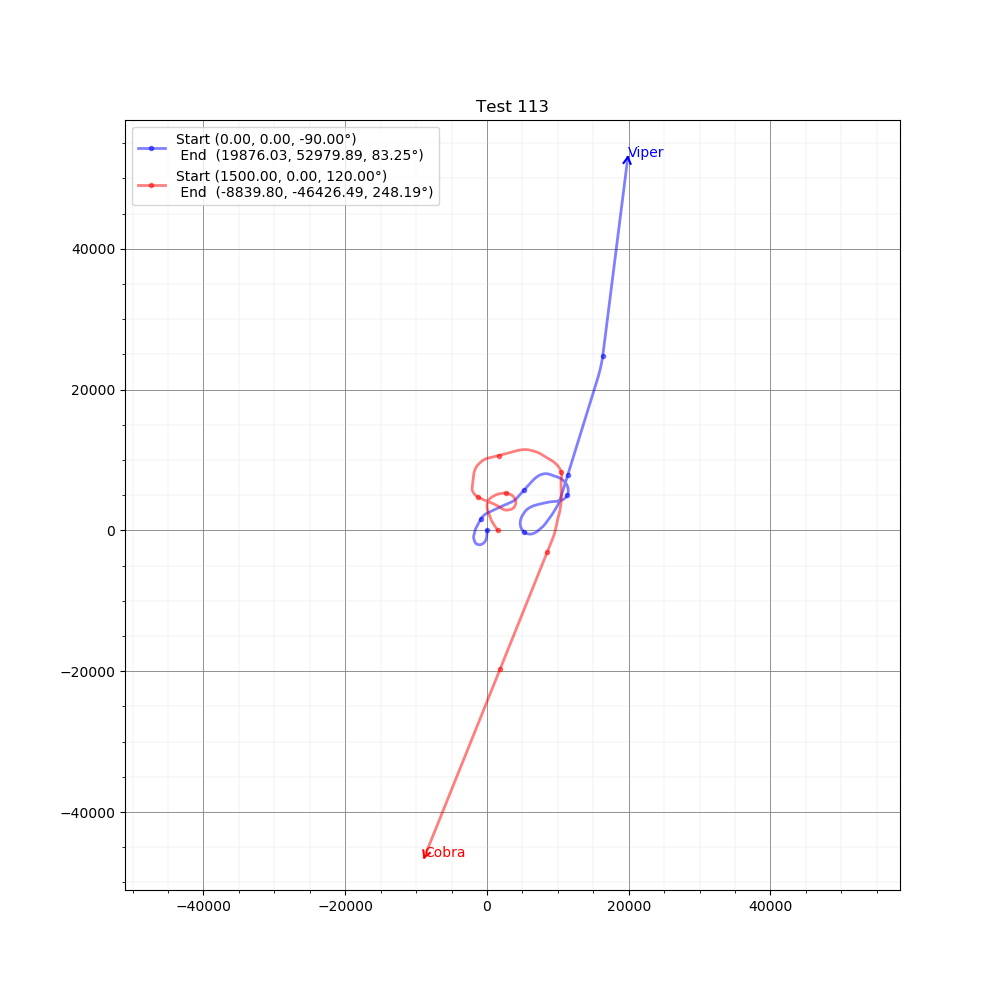 Test 113
Start (0.00, 0.00, -90.00°)
End (19876.03, 52979.89, 83.25°)
Start (1500.00, 0.00, 120.00°)
End (-8839.80, -46426.49, 248.19°)
Viper
40000
20000
0
−20000
−40000
Cobra
−40000 −20000 0 20000 40000